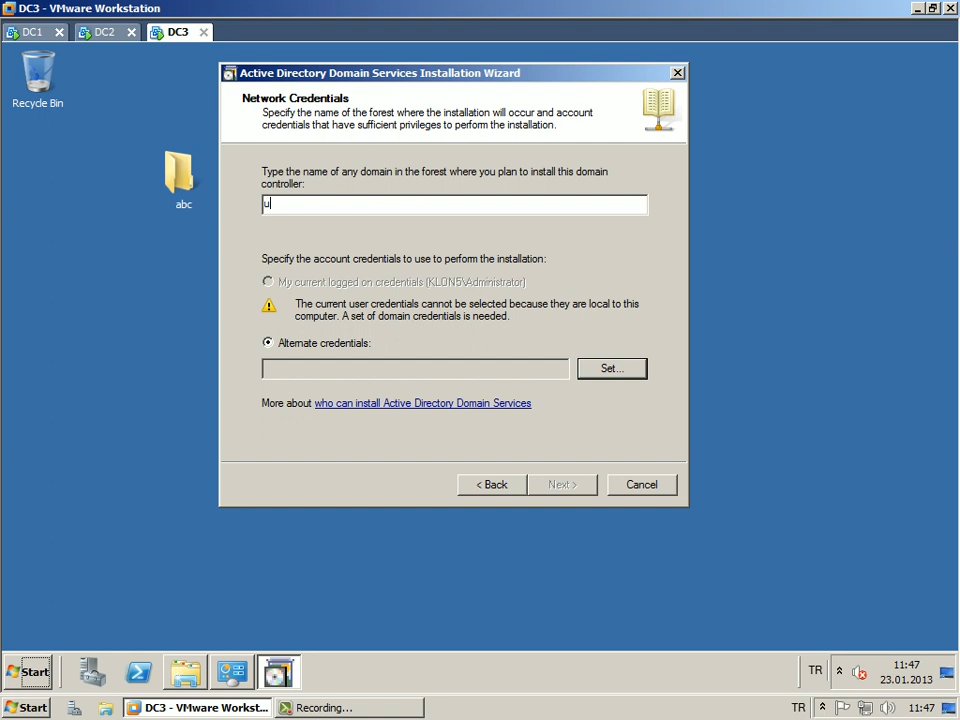 DC3 - VMware Workstation
DC1
DC2
DC3
Recycle Bin
abc
Active Directory Domain Services Installation Wizard
Network Credentials
Specify the name of the forest where the installation will occur and account
credentials that have sufficient privileges to perform the installation.
Type the name of any domain in the forest where you plan to install this domain
controller:
u
Specify the account credentials to use to perform the installation:
My current logged on credentials (KLON5\Administrator)
The current user credentials cannot be selected because they are local to this
computer. A set of domain credentials is needed.
Alternate credentials:
Set...
More about who can install Active Directory Domain Services
< Back
Next >
Cancel
Start
TR
11:47
23.01.2013
Start
DC3 - VMware Workst...
Recording...
TR
11:47